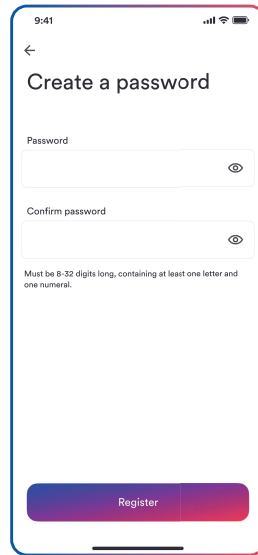 9:41
Create a password
Password
Confirm password
Must be 8-32 digits long, containing at least one letter and
one numeral.
Register